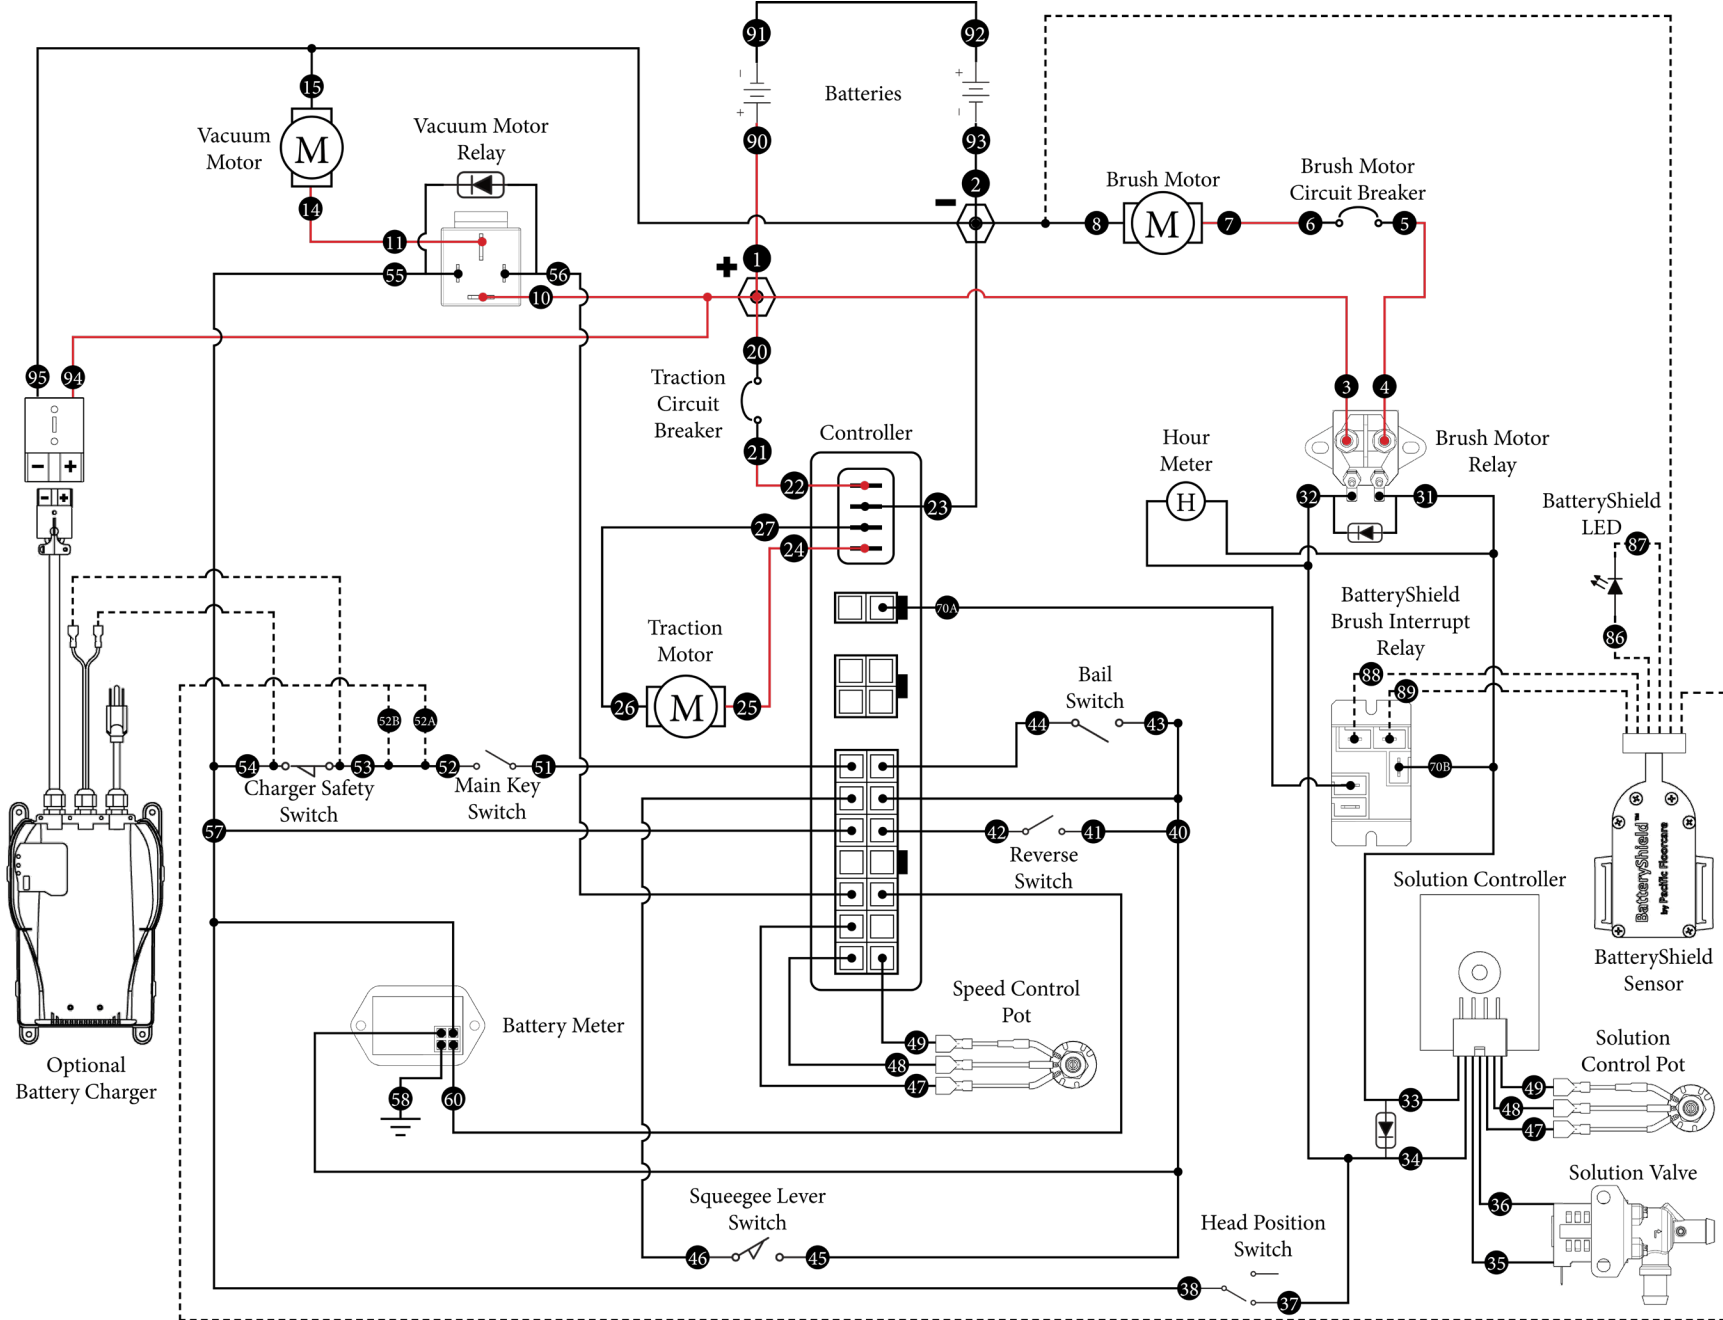 91
92
Batteries
15
Vacuum
Motor
M
Vacuum Motor
Relay
-
+
+
-
90
93
2
-
Brush Motor
8
M
7
Brush Motor
Circuit Breaker
6
5
14
11
55
56
10
+
1
95
94
- +
- +
20
Traction
Circuit
Breaker
21
Controller
22
23
27
24
3
4
Brush Motor
Relay
Hour
Meter
H
32
31
BatteryShield
LED
87
86
70A
Traction
Motor
26
M
25
BatteryShield
Brush Interrupt
Relay
88
89
70B
Bail
Switch
44
43
52B
52A
54
53
52
51
Charger Safety
Switch
Main Key
Switch
57
42
41
40
Reverse
Switch
BatteryShield™
by Pacific Floorcare
BatteryShield
Sensor
Solution Controller
Optional
Battery Charger
Battery Meter
58
60
Speed Control
Pot
49
48
47
33
34
Solution
Control Pot
49
48
47
Solution Valve
36
35
Squeegee Lever
Switch
46
45
Head Position
Switch
38
37